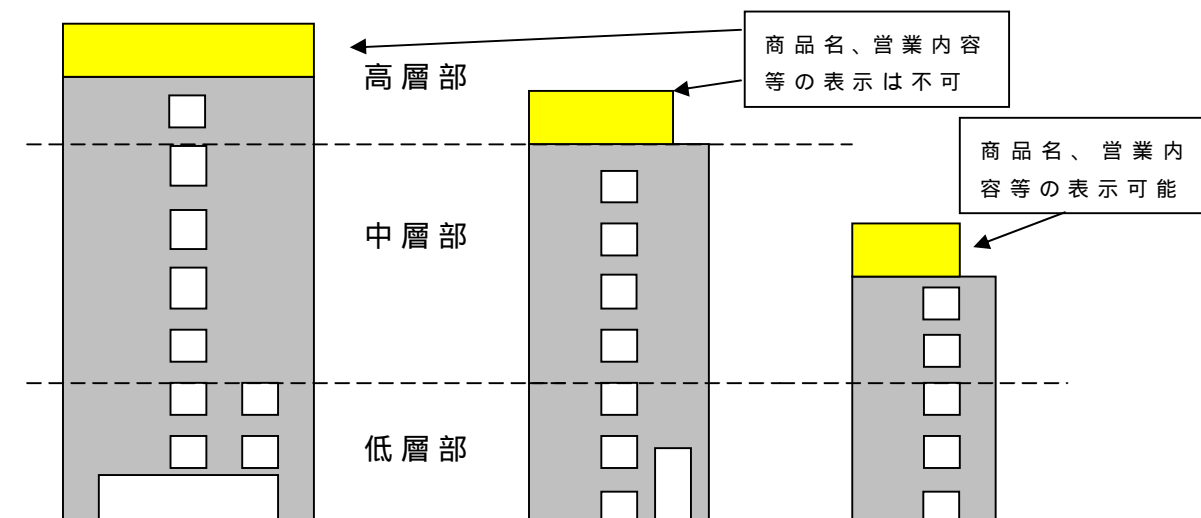 商品名、営業内容
等の表示は不可
高層部
商品名、営業内
容等の表示可能
中層部
低層部